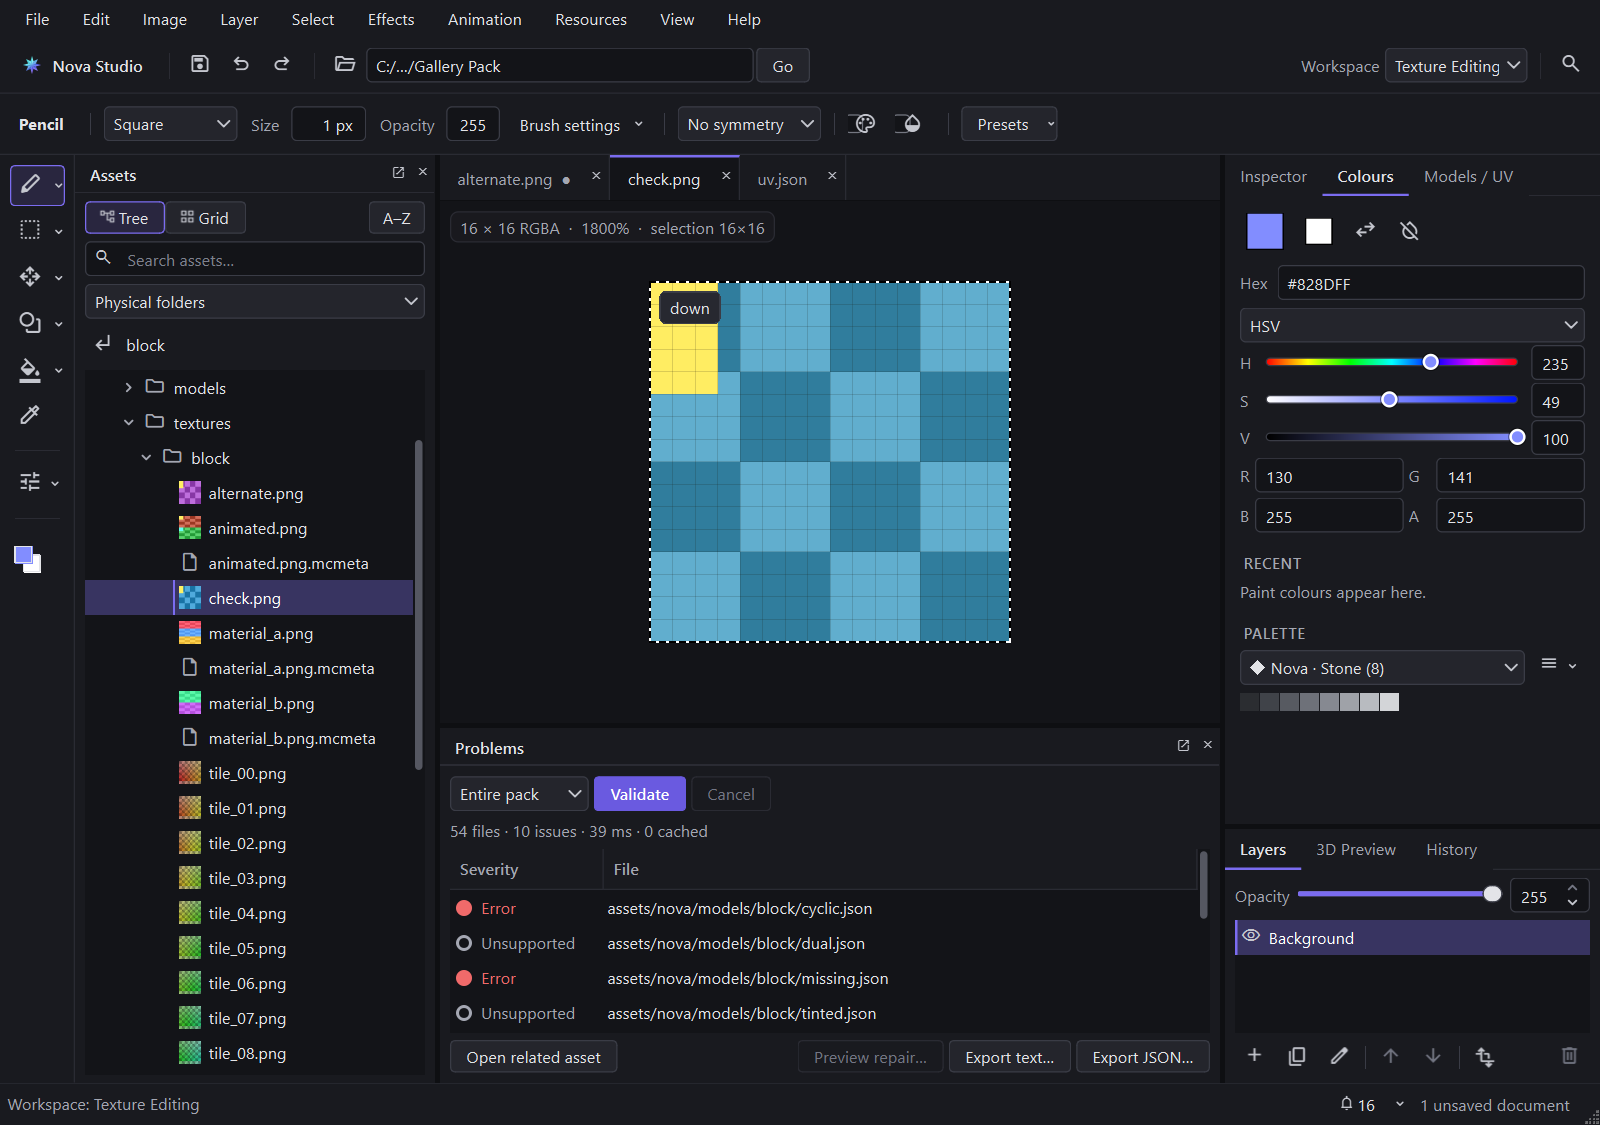 File Edit Image Layer Select Effects Animation Resources View Help
Nova Studio C:/.../Gallery Pack Go Workspace Texture Editing
Pencil Square Size 1 px Opacity 255 Brush settings No symmetry Presets
Assets
Tree Grid A–Z
Search assets...
Physical folders
block
models
textures
block
alternate.png
animated.png
animated.png.mcmeta
check.png
material_a.png
material_a.png.mcmeta
material_b.png
material_b.png.mcmeta
tile_00.png
tile_01.png
tile_02.png
tile_03.png
tile_04.png
tile_05.png
tile_06.png
tile_07.png
tile_08.png
alternate.png check.png uv.json
16 × 16 RGBA · 1800% · selection 16×16
down
Problems
Entire pack Validate Cancel
54 files · 10 issues · 39 ms · 0 cached
Severity File
Error assets/nova/models/block/cyclic.json
Unsupported assets/nova/models/block/dual.json
Error assets/nova/models/block/missing.json
Unsupported assets/nova/models/block/tinted.json
Open related asset Preview repair... Export text... Export JSON...
Inspector Colours Models / UV
Hex #828DFF
HSV
H 235
S 49
V 100
R 130 G 141
B 255 A 255
RECENT
Paint colours appear here.
PALETTE
Nova · Stone (8)
Layers 3D Preview History
Opacity 255
Background
Workspace: Texture Editing 16 1 unsaved document